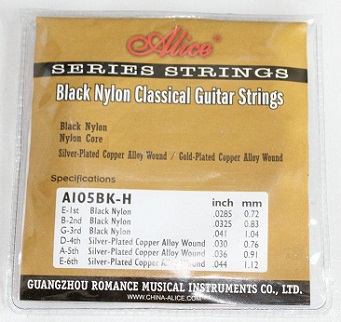 Alice®
SERIES STRINGS
Black Nylon Classical Guitar Strings
Black Nylon
Nylon Core
Silver-Plated Copper Alloy Wound / Gold-Plated Copper Alloy Wound
Specifications
A105BK-H inch mm
E-1st Black Nylon .0285 0.72
B-2nd Black Nylon .0325 0.83
G-3rd Black Nylon .041 1.04
D-4th Silver-Plated Copper Alloy Wound .030 0.76
A-5th Silver-Plated Copper Alloy Wound .036 0.91
E-6th Silver-Plated Copper Alloy Wound .044 1.12
GUANGZHOU ROMANCE MUSICAL INSTRUMENTS CO., LTD.
WWW.CHINA-ALICE.COM